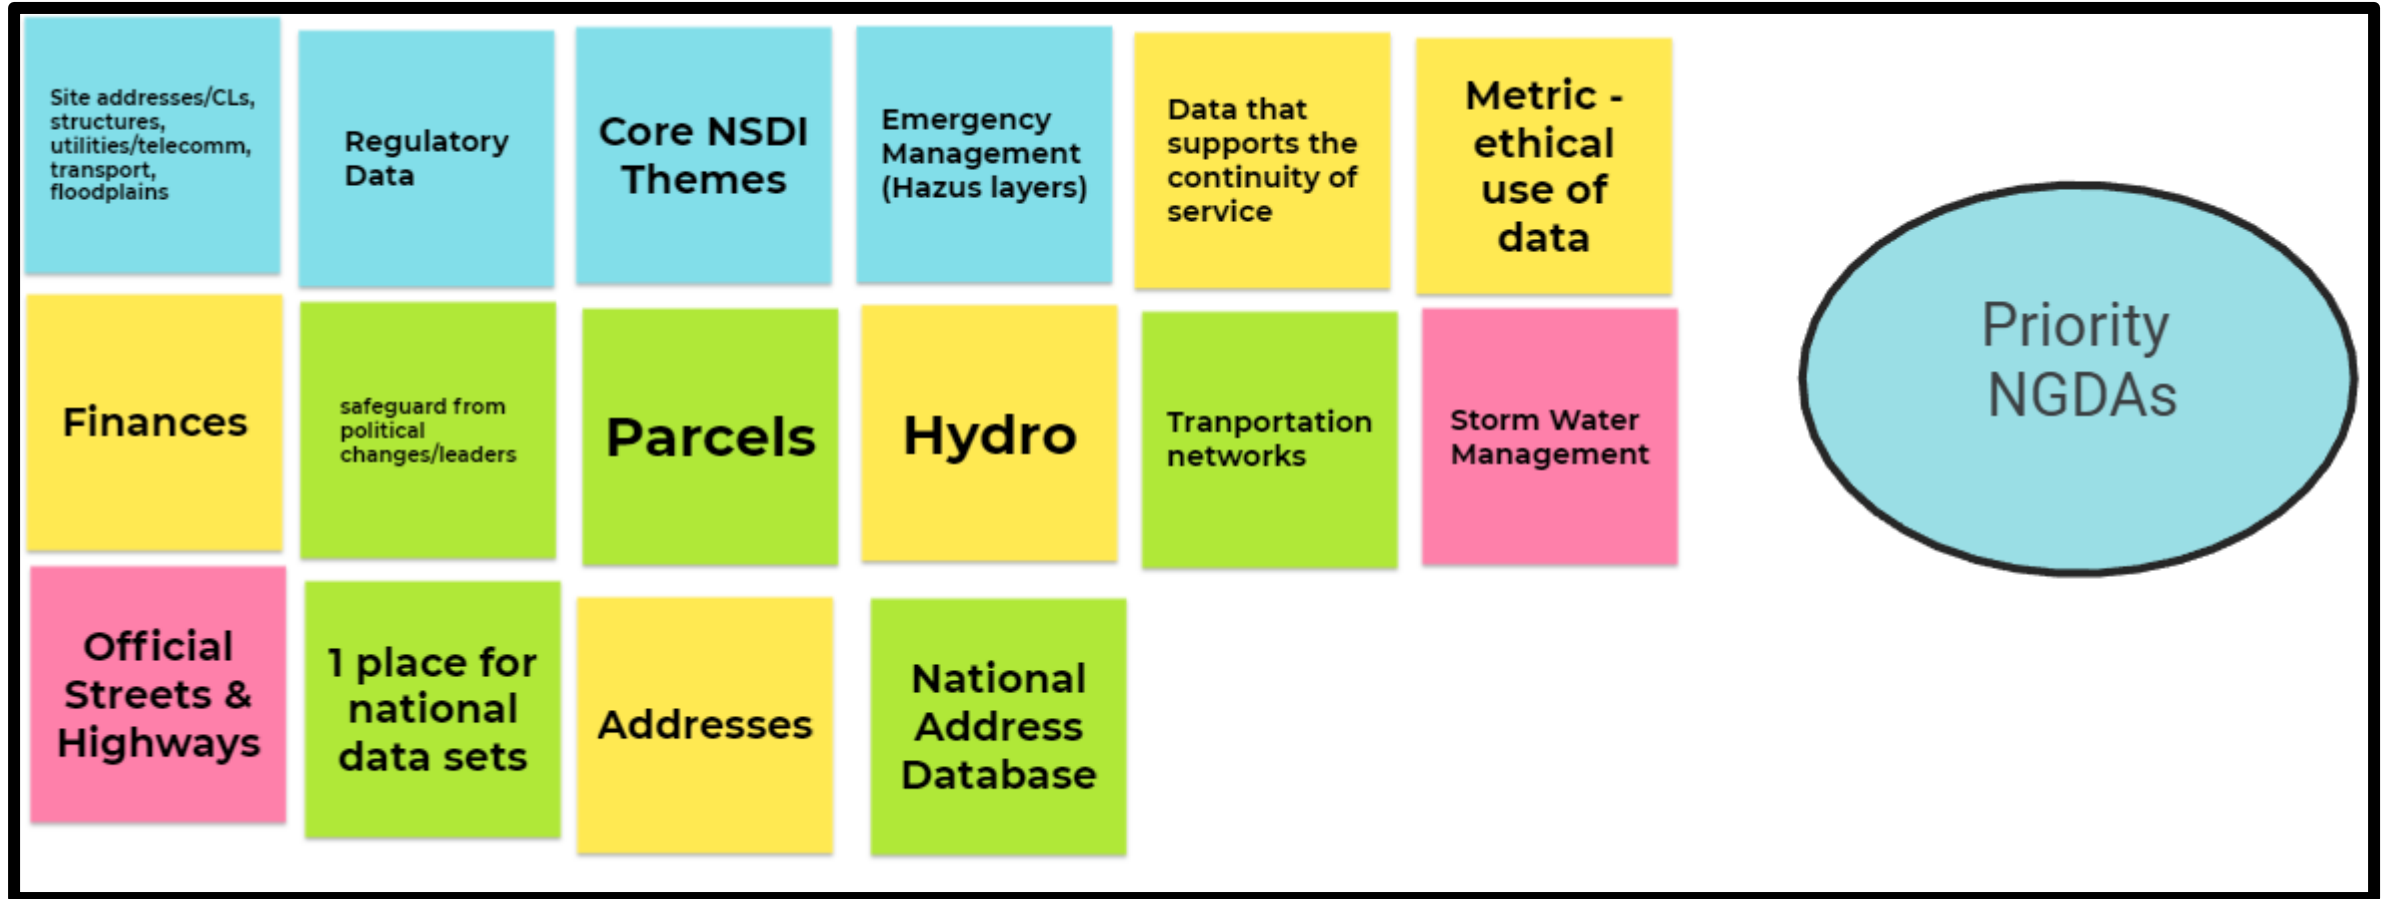 Site addresses/CLs,
structures,
utilities/telecomm,
transport,
floodplains
Regulatory
Data
Core NSDI
Themes
Emergency
Management
(Hazus layers)
Data that
supports the
continuity of
service
Metric -
ethical
use of
data
Finances
safeguard from
political
changes/leaders
Parcels
Hydro
Tranportation
networks
Storm Water
Management
Official
Streets &
Highways
1 place for
national
data sets
Addresses
National
Address
Database
Priority
NGDAs